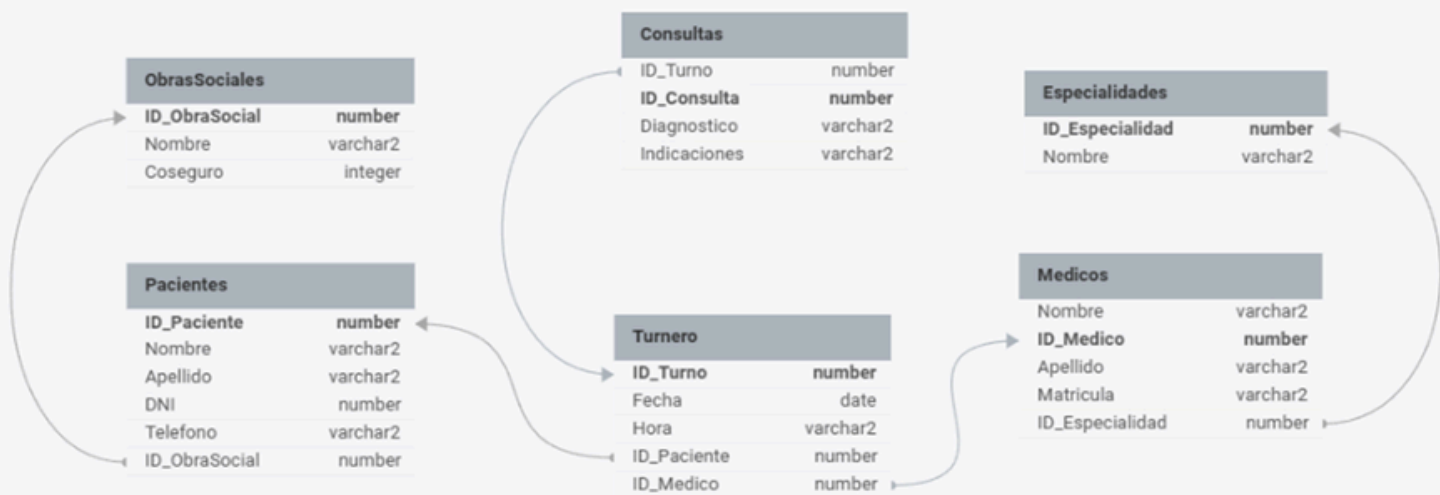 ObrasSociales
ID_ObraSocial number
Nombre varchar2
Coseguro integer
Consultas
ID_Turno number
ID_Consulta number
Diagnostico varchar2
Indicaciones varchar2
Especialidades
ID_Especialidad number
Nombre varchar2
Pacientes
ID_Paciente number
Nombre varchar2
Apellido varchar2
DNI number
Telefono varchar2
ID_ObraSocial number
Turnero
ID_Turno number
Fecha date
Hora varchar2
ID_Paciente number
ID_Medico number
Medicos
Nombre varchar2
ID_Medico number
Apellido varchar2
Matricula varchar2
ID_Especialidad number